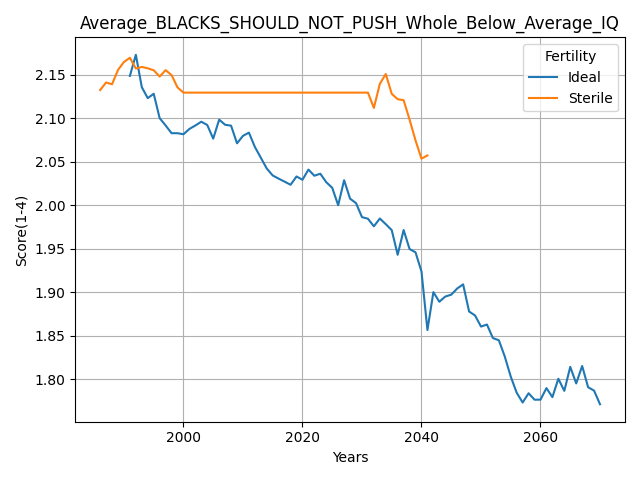 Average_BLACKS_SHOULD_NOT_PUSH_Whole_Below_Average_IQ
Fertility
Ideal
Sterile
Score(1-4)
2.15
2.10
2.05
2.00
1.95
1.90
1.85
1.80
2000 2020 2040 2060
Years